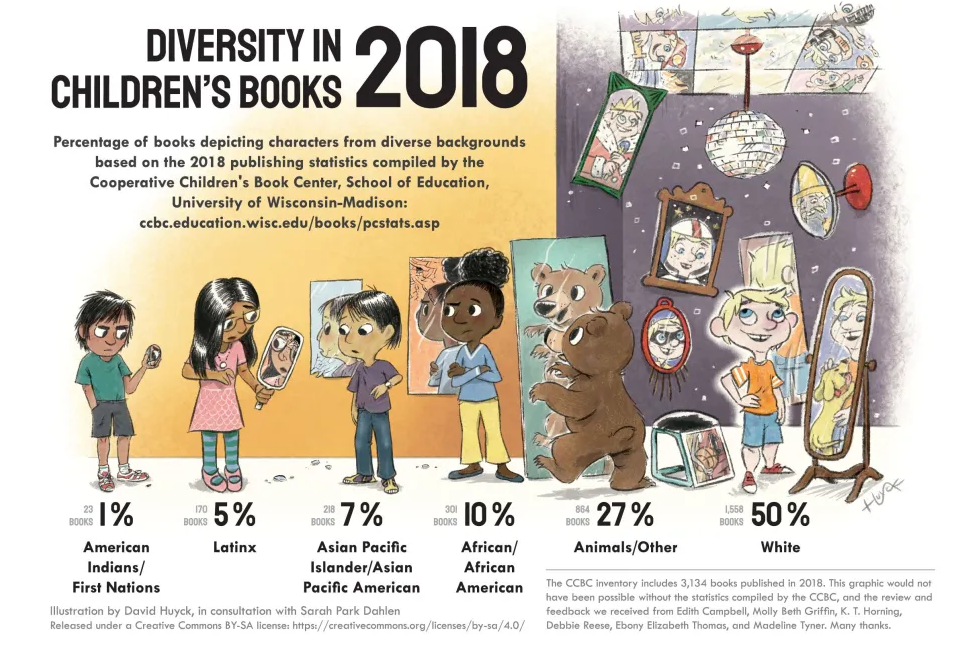 DIVERSITY IN
CHILDREN'S BOOKS 2018
Percentage of books depicting characters from diverse backgrounds
based on the 2018 publishing statistics compiled by the
Cooperative Children's Book Center, School of Education,
University of Wisconsin-Madison:
ccbc.education.wisc.edu/books/pcstats.asp
23 BOOKS 1%
American
Indians/
First Nations
170 BOOKS 5%
Latinx
218 BOOKS 7%
Asian Pacific
Islander/Asian
Pacific American
301 BOOKS 10%
African/
African
American
864 BOOKS 27%
Animals/Other
1,558 BOOKS 50%
White
Huyck
Illustration by David Huyck, in consultation with Sarah Park Dahlen
Released under a Creative Commons BY-SA license: https://creativecommons.org/licenses/by-sa/4.0/
The CCBC inventory includes 3,134 books published in 2018. This graphic would not
have been possible without the statistics compiled by the CCBC, and the review and
feedback we received from Edith Campbell, Molly Beth Griffin, K. T. Horning,
Debbie Reese, Ebony Elizabeth Thomas, and Madeline Tyner. Many thanks.